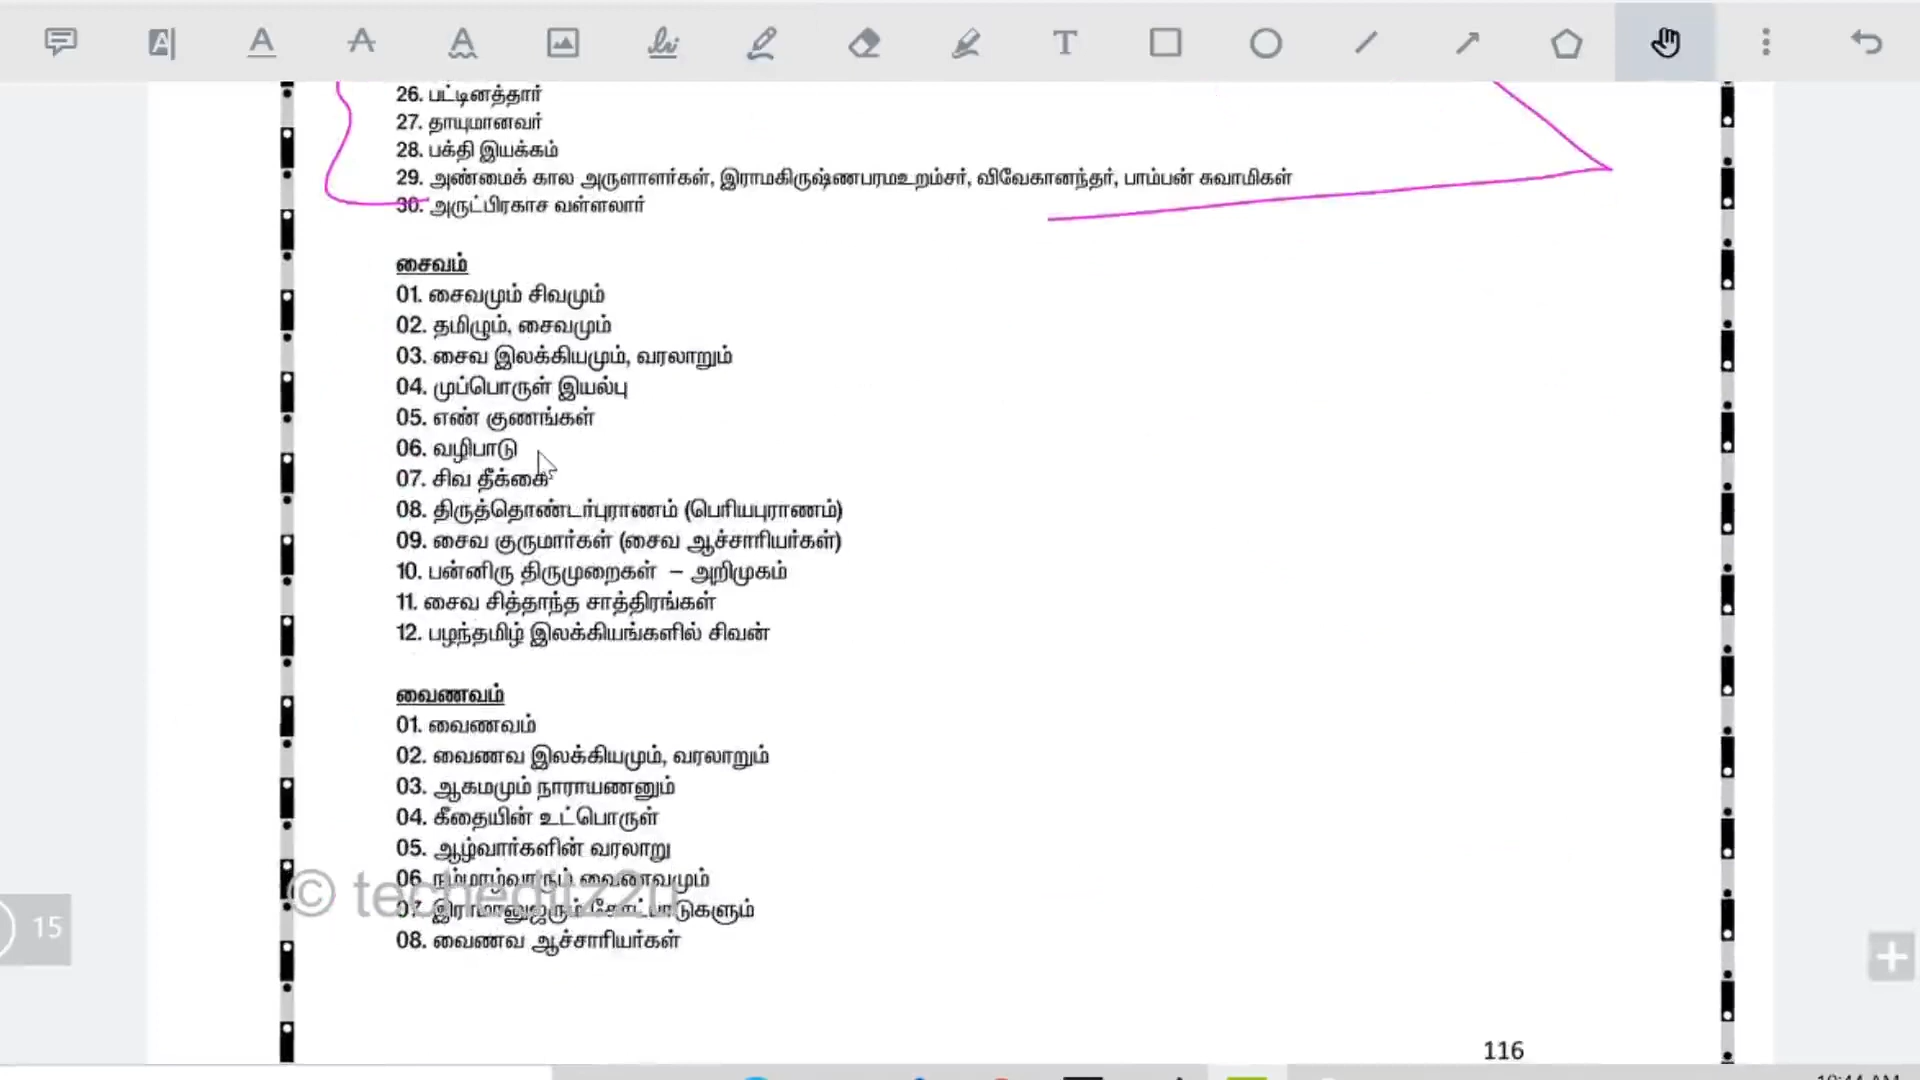 26. பட்டினத்தார்
27. தாயுமானவர்
28. பக்தி இயக்கம்
29. அண்மைக் கால அருளாளர்கள், இராமகிருஷ்ணபரமஉறம்சர், விவேகானந்தர், பாம்பன் சுவாமிகள்
30. அருட்பிரகாச வள்ளலார்
சைவம்
01. சைவமும் சிவமும்
02. தமிழும், சைவமும்
03. சைவ இலக்கியமும், வரலாறும்
04. முப்பொருள் இயல்பு
05. எண் குணங்கள்
06. வழிபாடு
07. சிவ தீக்கை
08. திருத்தொண்டர்புராணம் (பெரியபுராணம்)
09. சைவ குருமார்கள் (சைவ ஆச்சாரியர்கள்)
10. பன்னிரு திருமுறைகள் – அறிமுகம்
11. சைவ சித்தாந்த சாத்திரங்கள்
12. பழந்தமிழ் இலக்கியங்களில் சிவன்
வைணவம்
01. வைணவம்
02. வைணவ இலக்கியமும், வரலாறும்
03. ஆகமமும் நாராயணனும்
04. கீதையின் உட்பொருள்
05. ஆழ்வார்களின் வரலாறு
06. நம்மாழ்வாரும் வைணவமும்
© techeditz2u
07. இராமானுஜரும் கோட்பாடுகளும்
15
08. வைணவ ஆச்சாரியர்கள்
116